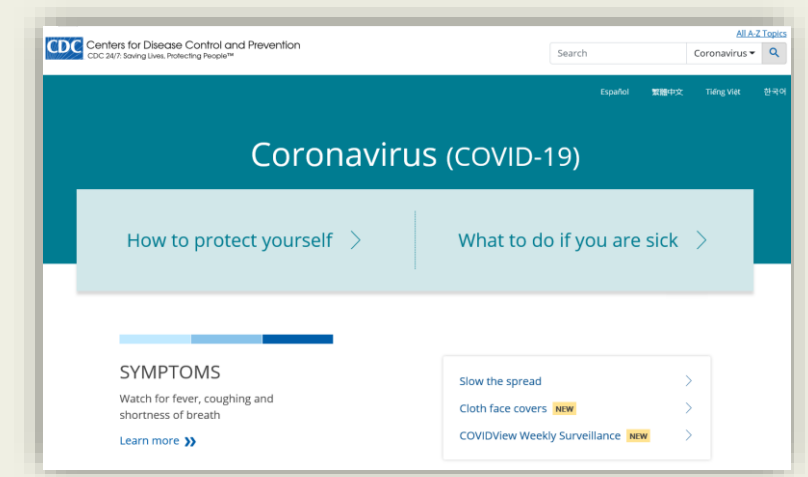 All A-Z Topics
CDC Centers for Disease Control and Prevention
CDC 24/7: Saving Lives, Protecting People™
Search
Coronavirus
Español 繁體中文 Tiếng Việt 한국어
Coronavirus (COVID-19)
How to protect yourself
What to do if you are sick
SYMPTOMS
Watch for fever, coughing and
shortness of breath
Learn more
Slow the spread
Cloth face covers NEW
COVIDView Weekly Surveillance NEW